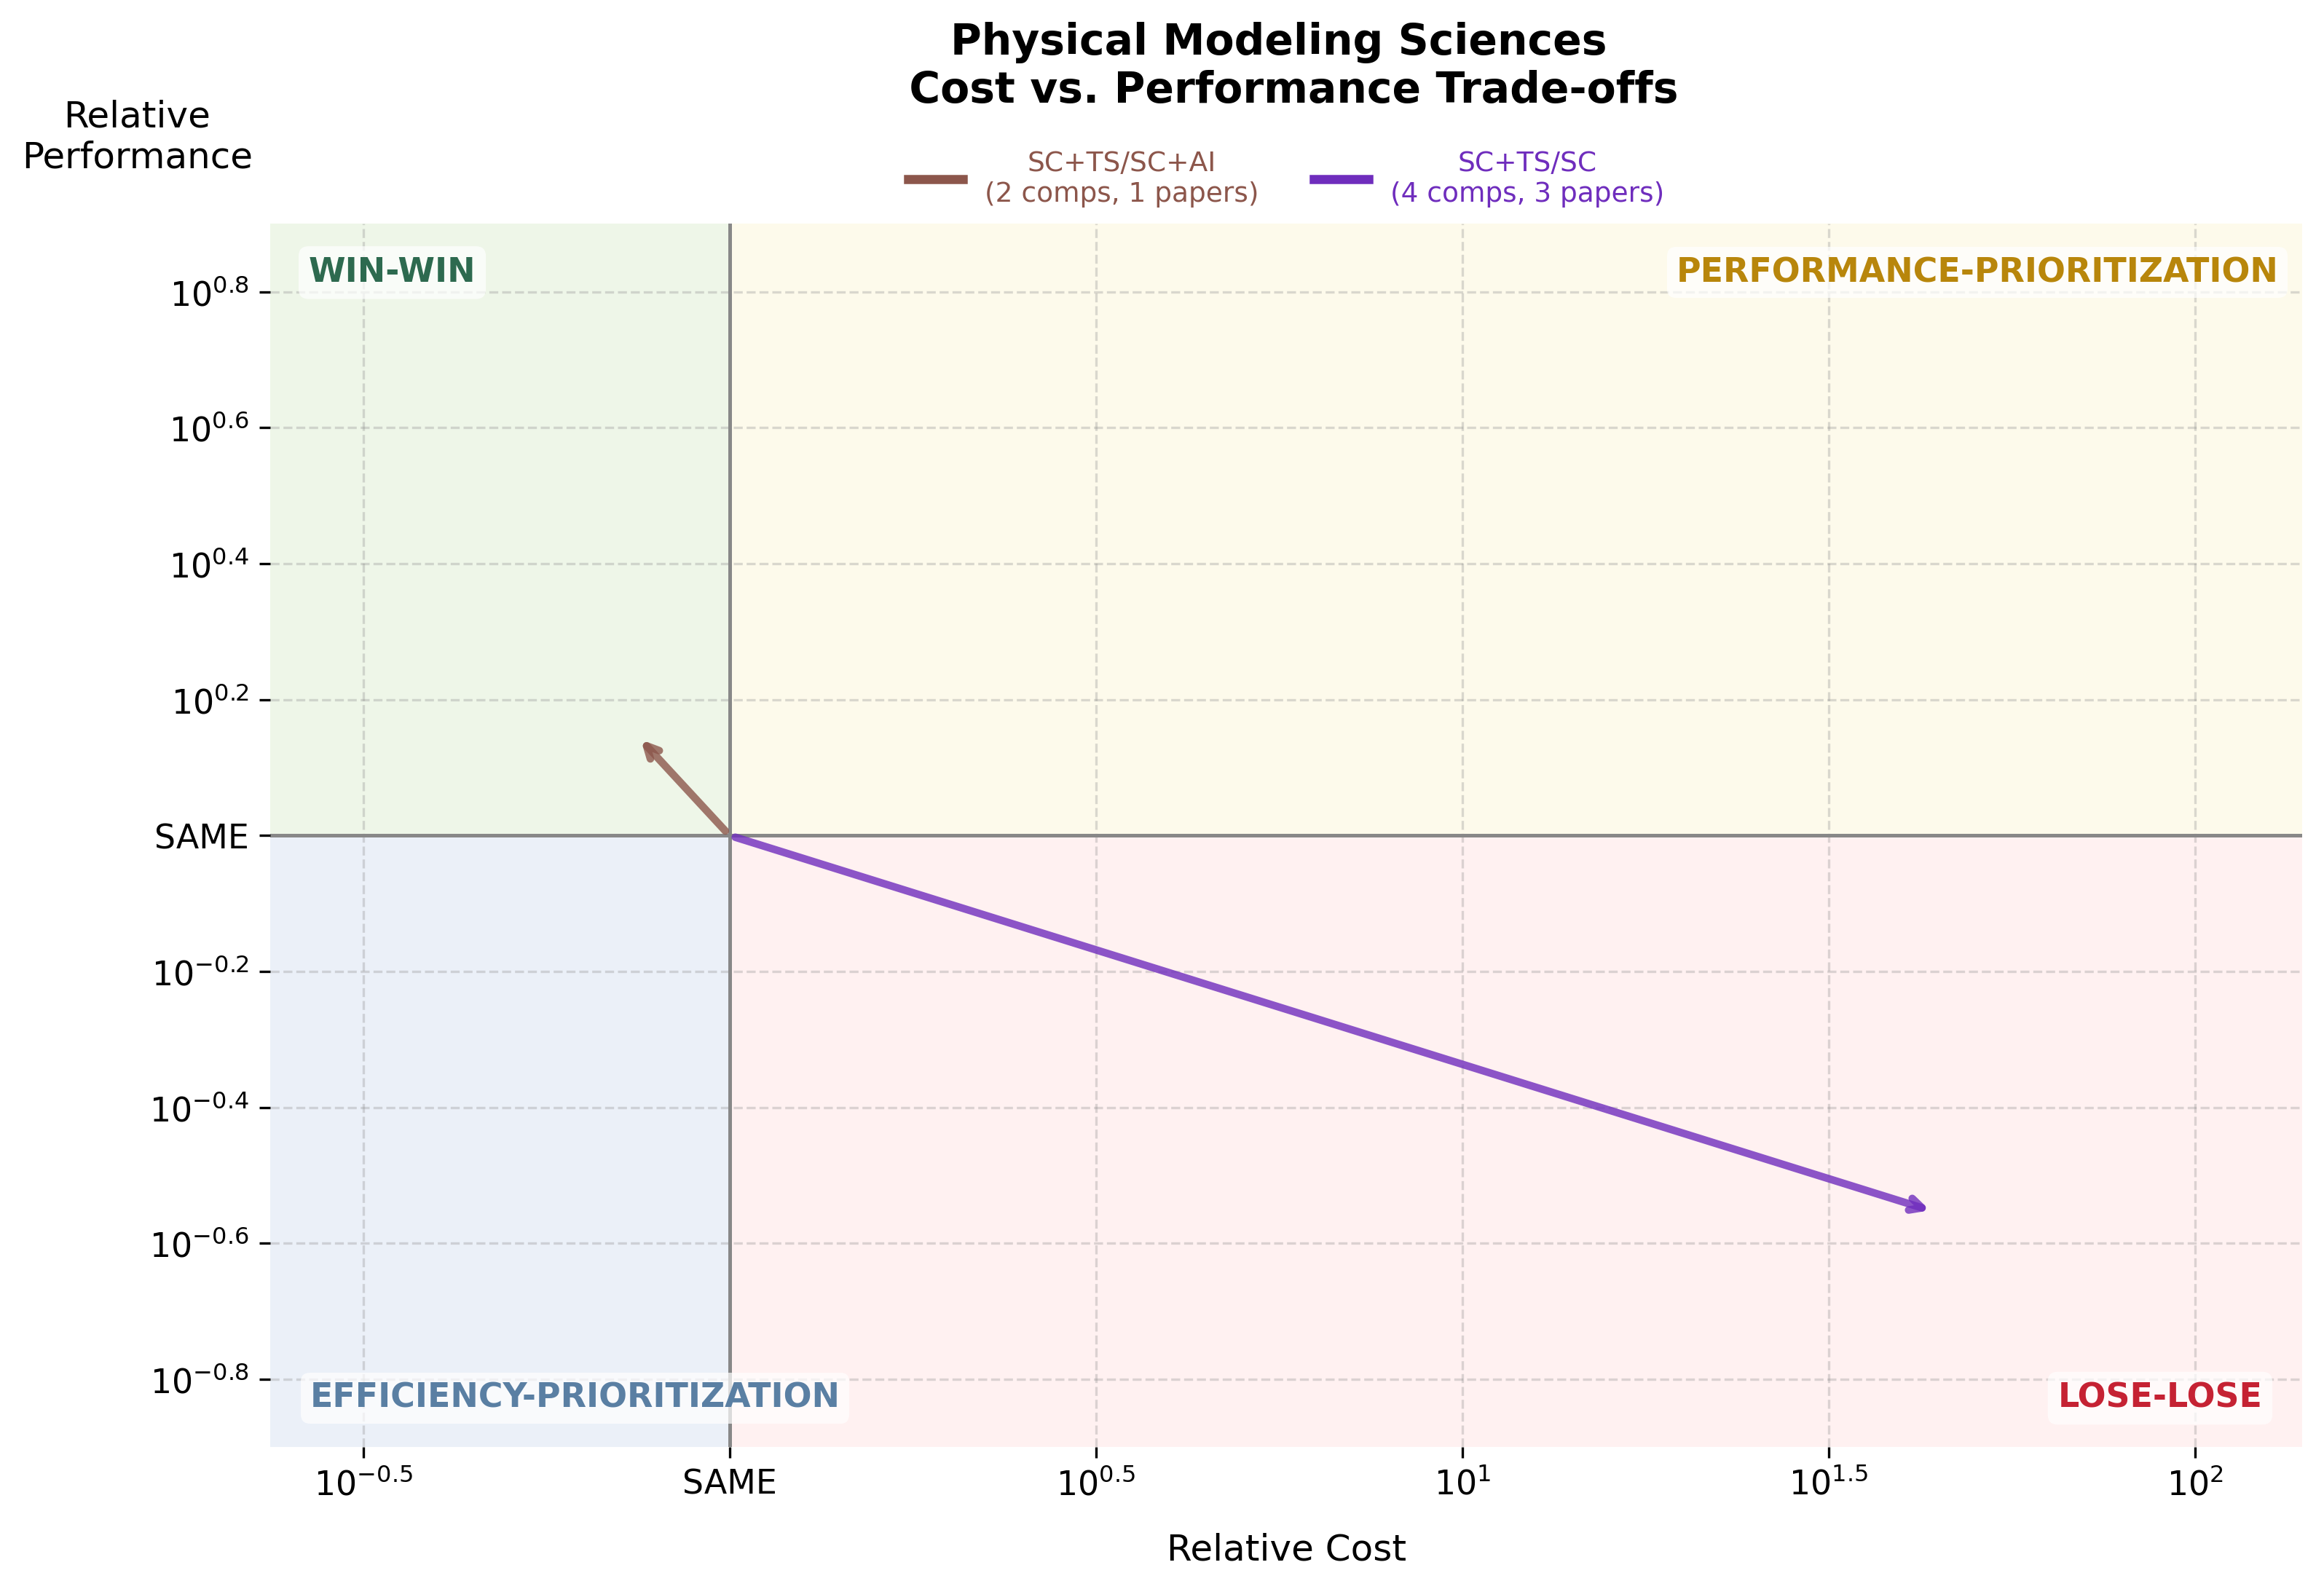 Physical Modeling Sciences
Cost vs. Performance Trade-offs
Relative
Performance
SC+TS/SC+AI
(2 comps, 1 papers)
SC+TS/SC
(4 comps, 3 papers)
WIN-WIN
PERFORMANCE-PRIORITIZATION
10^0.8
10^0.6
10^0.4
10^0.2
SAME
10^−0.2
10^−0.4
10^−0.6
10^−0.8
EFFICIENCY-PRIORITIZATION
LOSE-LOSE
10^−0.5
SAME
10^0.5
10^1
10^1.5
10^2
Relative Cost